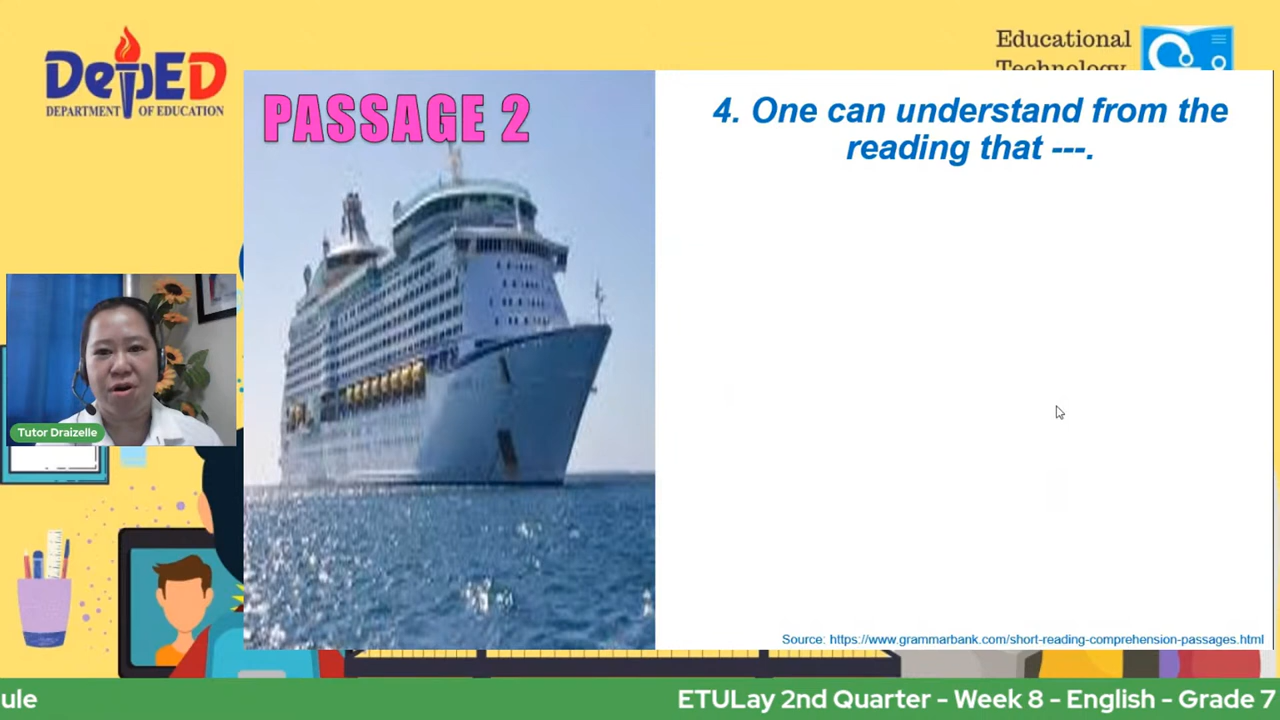 DepED
DEPARTMENT OF EDUCATION
Educational
Technology
PASSAGE 2
4. One can understand from the
reading that ---.
Tutor Draizelle
Source: https://www.grammarbank.com/short-reading-comprehension-passages.html
ule
ETULay 2nd Quarter - Week 8 - English - Grade 7